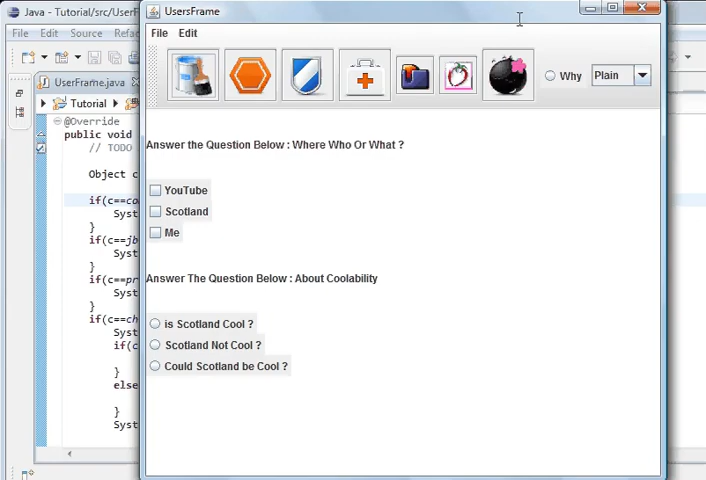 Java - Tutorial/src/UserF
UsersFrame
File Edit Source
File Edit
UserFrame.java
Why
Plain
Tutorial
@Override
public void
// TODO
Object c
if(c==co
Syst
}
if(c==jb
Syst
}
if(c==pr
Syst
}
if(c==ch
Syst
if(c
}
else
}
Syst
Answer the Question Below : Where Who Or What ?
YouTube
Scotland
Me
Answer The Question Below : About Coolability
is Scotland Cool ?
Scotland Not Cool ?
Could Scotland be Cool ?